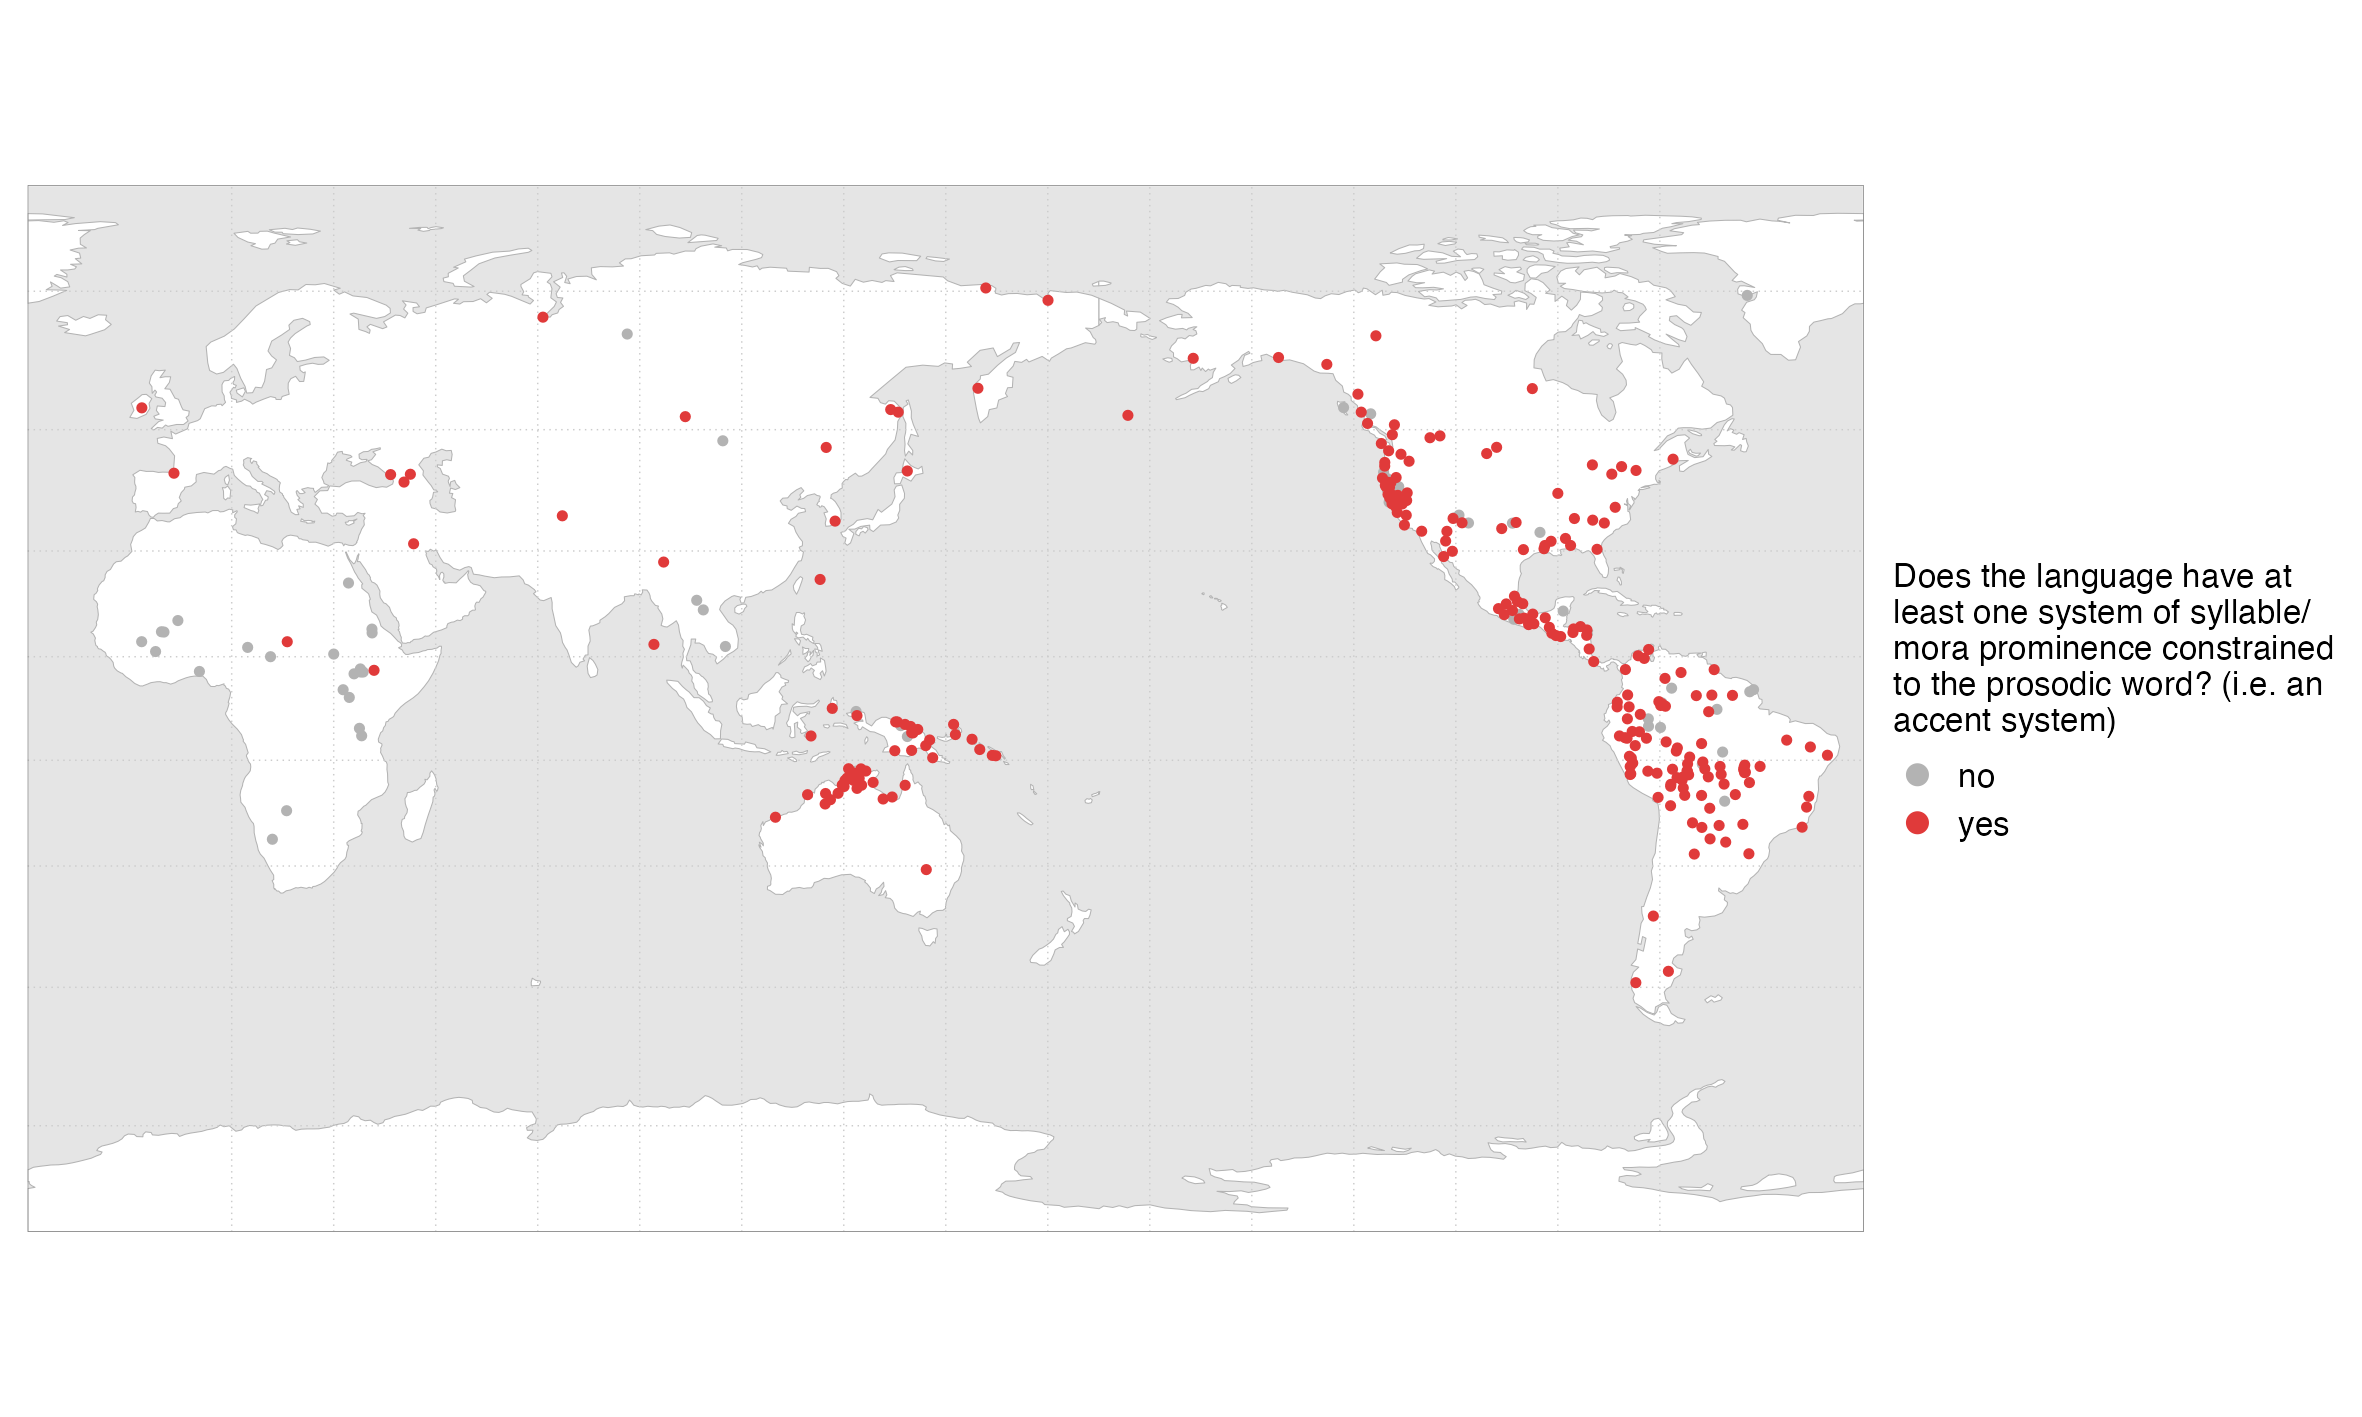 Does the language have at
least one system of syllable/
mora prominence constrained
to the prosodic word? (i.e. an
accent system)
no
yes